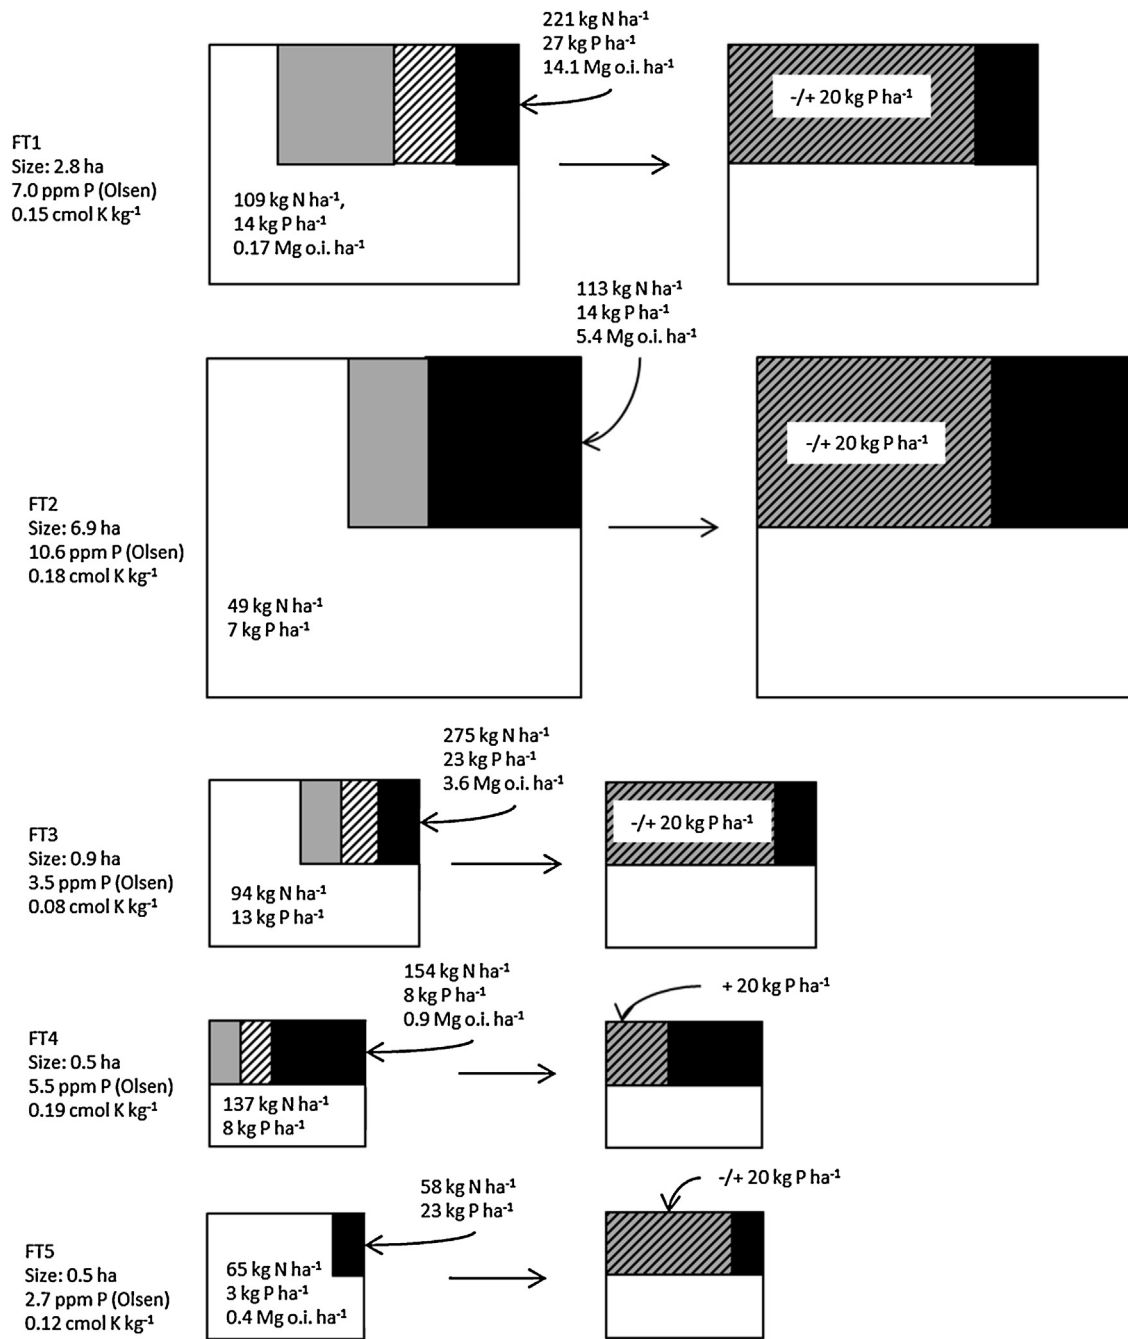 221 kg N ha⁻¹
27 kg P ha⁻¹
14.1 Mg o.i. ha⁻¹
-/+ 20 kg P ha⁻¹
FT1
Size: 2.8 ha
7.0 ppm P (Olsen)
0.15 cmol K kg⁻¹
109 kg N ha⁻¹,
14 kg P ha⁻¹
0.17 Mg o.i. ha⁻¹
113 kg N ha⁻¹
14 kg P ha⁻¹
5.4 Mg o.i. ha⁻¹
-/+ 20 kg P ha⁻¹
FT2
Size: 6.9 ha
10.6 ppm P (Olsen)
0.18 cmol K kg⁻¹
49 kg N ha⁻¹
7 kg P ha⁻¹
275 kg N ha⁻¹
23 kg P ha⁻¹
3.6 Mg o.i. ha⁻¹
-/+ 20 kg P ha⁻¹
FT3
Size: 0.9 ha
3.5 ppm P (Olsen)
0.08 cmol K kg⁻¹
94 kg N ha⁻¹
13 kg P ha⁻¹
154 kg N ha⁻¹
8 kg P ha⁻¹
0.9 Mg o.i. ha⁻¹
+ 20 kg P ha⁻¹
FT4
Size: 0.5 ha
5.5 ppm P (Olsen)
0.19 cmol K kg⁻¹
137 kg N ha⁻¹
8 kg P ha⁻¹
58 kg N ha⁻¹
23 kg P ha⁻¹
-/+ 20 kg P ha⁻¹
FT5
Size: 0.5 ha
2.7 ppm P (Olsen)
0.12 cmol K kg⁻¹
65 kg N ha⁻¹
3 kg P ha⁻¹
0.4 Mg o.i. ha⁻¹